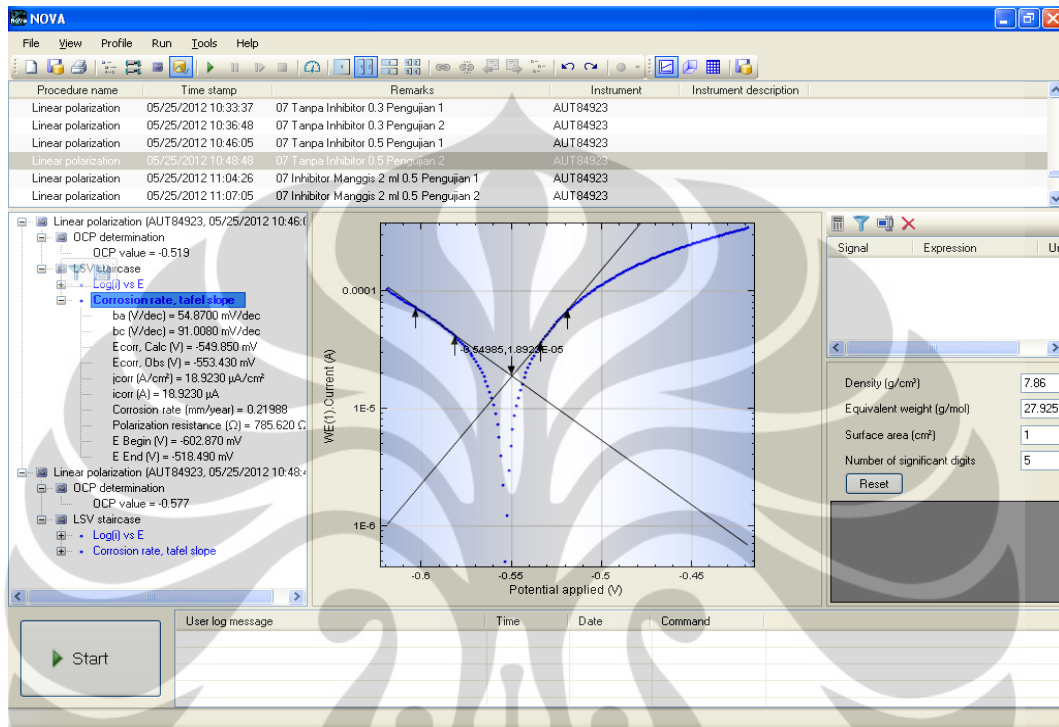 NOVA
File View Profile Run Tools Help
Procedure name Time stamp Remarks Instrument Instrument description
Linear polarization 05/25/2012 10:33:37 07 Tanpa Inhibitor 0.3 Pengujian 1 AUT84923
Linear polarization 05/25/2012 10:36:48 07 Tanpa Inhibitor 0.3 Pengujian 2 AUT84923
Linear polarization 05/25/2012 10:46:05 07 Tanpa Inhibitor 0.5 Pengujian 1 AUT84923
Linear polarization 05/25/2012 10:48:48 07 Tanpa Inhibitor 0.5 Pengujian 2 AUT84923
Linear polarization 05/25/2012 11:04:26 07 Inhibitor Manggis 2 ml 0.5 Pengujian 1 AUT84923
Linear polarization 05/25/2012 11:07:05 07 Inhibitor Manggis 2 ml 0.5 Pengujian 2 AUT84923
Linear polarization (AUT84923, 05/25/2012 10:46:0
OCP determination
OCP value = -0.519
LSV staircase
Log(i) vs E
Corrosion rate, tafel slope
ba (V/dec) = 54.8700 mV/dec
bc (V/dec) = 91.0080 mV/dec
Ecorr, Calc (V) = -549.850 mV
Ecorr, Obs (V) = -553.430 mV
jcorr (A/cm²) = 18.9230 µA/cm²
icorr (A) = 18.9230 µA
Corrosion rate (mm/year) = 0.21988
Polarization resistance (Ω) = 785.620 Ω
E Begin (V) = -602.870 mV
E End (V) = -518.490 mV
Linear polarization (AUT84923, 05/25/2012 10:48:4
OCP determination
OCP value = -0.577
LSV staircase
Log(i) vs E
Corrosion rate, tafel slope
WE(1).Current (A)
0.0001
1E-5
1E-6
-0.54985,1.8923E-05
-0.6 -0.55 -0.5 -0.45
Potential applied (V)
Signal Expression Un
Density (g/cm³) 7.86
Equivalent weight (g/mol) 27.925
Surface area (cm²) 1
Number of significant digits 5
Reset
Start
User log message Time Date Command